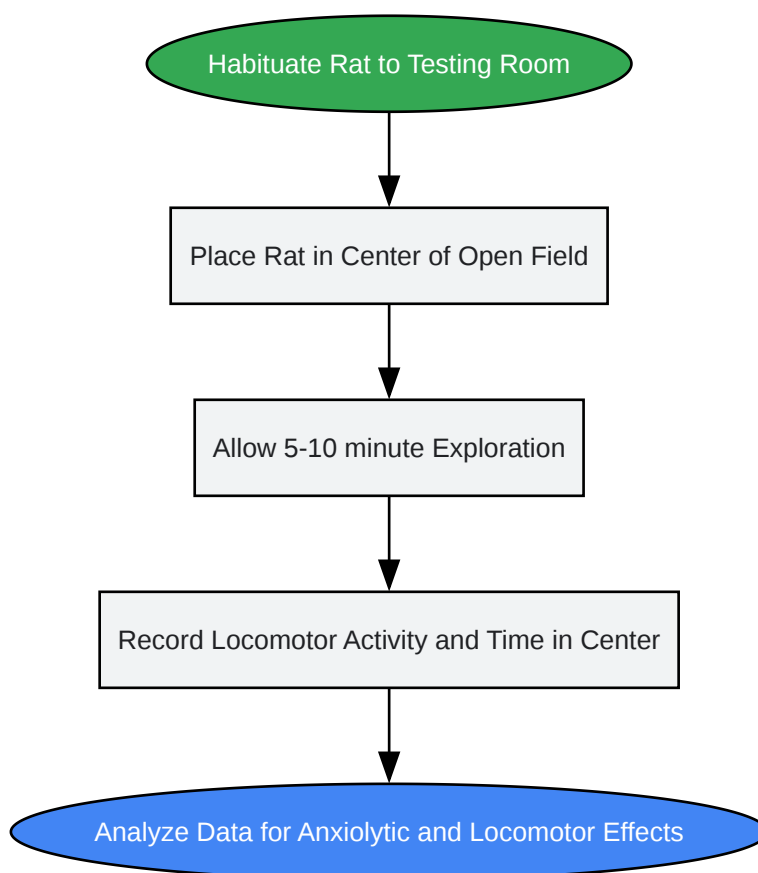 Habituate Rat to Testing Room
Place Rat in Center of Open Field
Allow 5-10 minute Exploration
Record Locomotor Activity and Time in Center
Analyze Data for Anxiolytic and Locomotor Effects